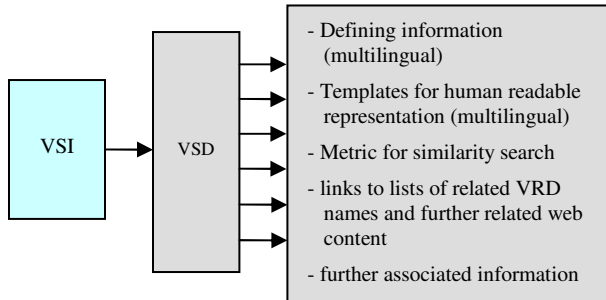 VSI
VSD
- Defining information
(multilingual)
- Templates for human readable
representation (multilingual)
- Metric for similarity search
- links to lists of related VRD
names and further related web
content
- further associated information